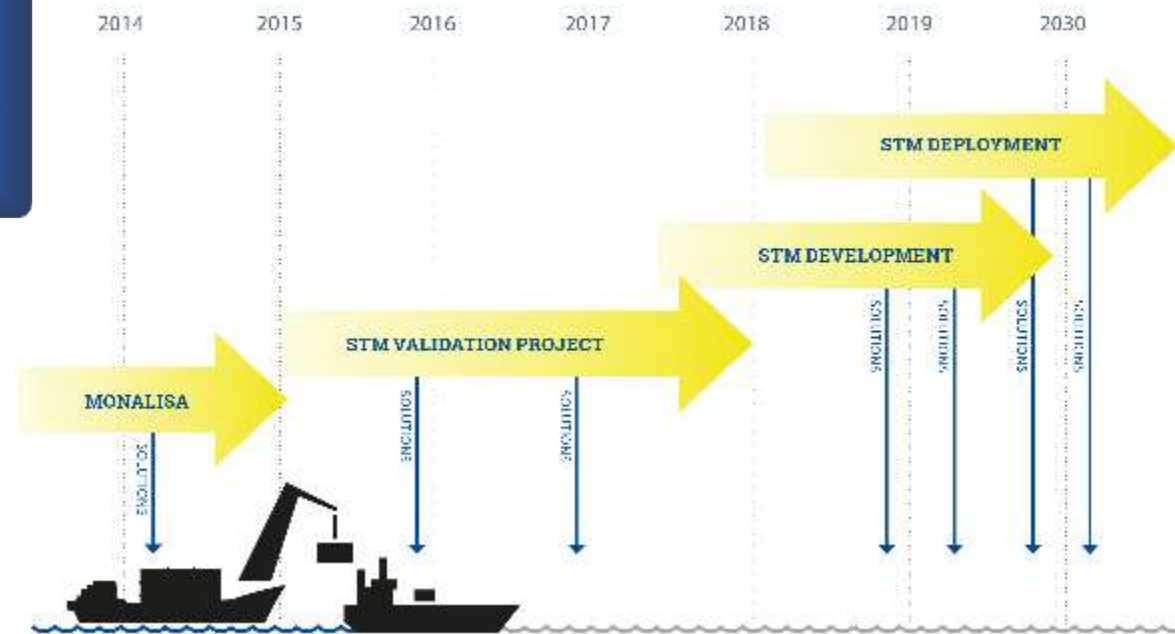 2014 2015 2016 2017 2018 2019 2030
STM DEPLOYMENT
STM DEVELOPMENT
SOLUTIONS SOLUTIONS SOLUTIONS SOLUTIONS
STM VALIDATION PROJECT
MONALISA
SOLUTIONS SOLUTIONS
SOLUTIONS